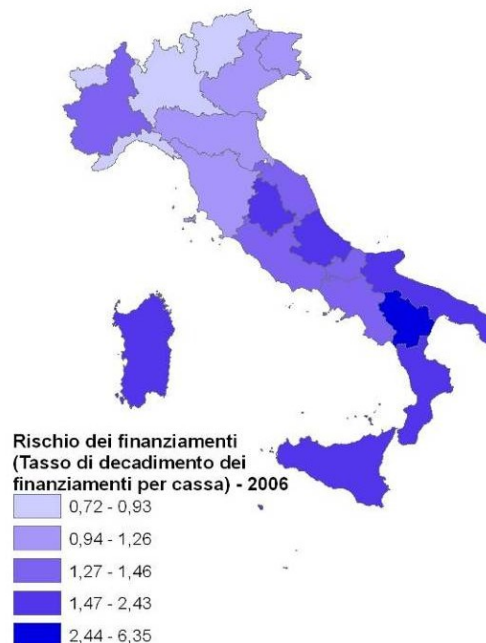 Rischio dei finanziamenti
(Tasso di decadimento dei
finanziamenti per cassa) - 2006
0,72 - 0,93
0,94 - 1,26
1,27 - 1,46
1,47 - 2,43
2,44 - 6,35